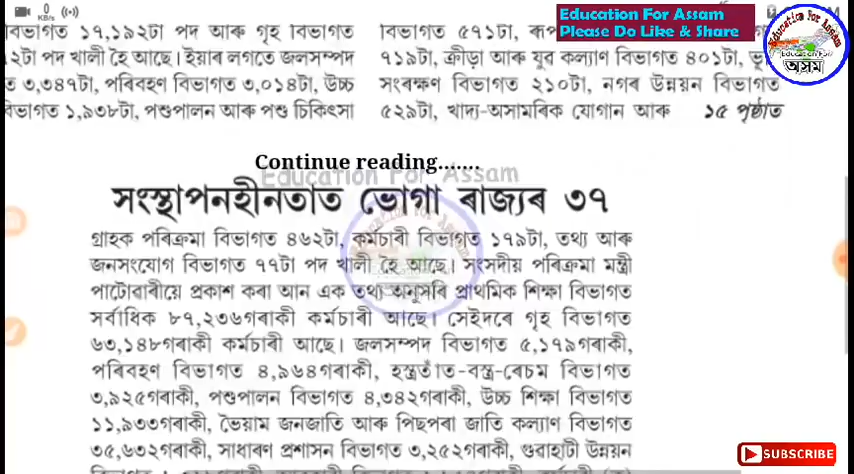 0
KB/s
Education For Assam
Please Do Like & Share
Education For Assam
অসম
বিভাগত ১৭,১৯২টা পদ আৰু গৃহ বিভাগত
২টা পদ খালী হৈ আছে। ইয়াৰ লগতে জলসম্পদ
ত ৩,৩৪৭টা, পৰিবহণ বিভাগত ৩,০১৪টা, উচ্চ
বিভাগত ১,৯৩৮টা, পশুপালন আৰু পশু চিকিৎসা
বিভাগত ৫৭১টা,
৭১৯টা, ক্ৰীড়া আৰু যুব কল্যাণ বিভাগত ৪০১টা,
সংৰক্ষণ বিভাগত ২১০টা, নগৰ উন্নয়ন বিভাগত
৫২৯টা, খাদ্য-অসামৰিক যোগান আৰু ১৫ পৃষ্ঠাত
Continue reading.......
Education For Assam
সংস্থাপনহীনতাত ভোগা ৰাজ্যৰ ৩৭
গ্ৰাহক পৰিক্ৰমা বিভাগত ৪৬২টা, কৰ্মচাৰী বিভাগত ১৭৯টা, তথ্য আৰু
জনসংযোগ বিভাগত ৭৭টা পদ খালী হৈ আছে। সংসদীয় পৰিক্ৰমা মন্ত্ৰী
পাটোৱাৰীয়ে প্ৰকাশ কৰা আন এক তথ্য অনুসৰি প্ৰাথমিক শিক্ষা বিভাগত
সৰ্বাধিক ৮৭,২৩৬গৰাকী কৰ্মচাৰী আছে। সেইদৰে গৃহ বিভাগত
৬৩,১৪৮গৰাকী কৰ্মচাৰী আছে। জলসম্পদ বিভাগত ৫,১৭৯গৰাকী,
পৰিবহণ বিভাগত ৪,৯৬৪গৰাকী, হস্ততাঁত-বস্ত্ৰ-ৰেচম বিভাগত
৩,৯২৫গৰাকী, পশুপালন বিভাগত ৪,৩৪২গৰাকী, উচ্চ শিক্ষা বিভাগত
১১,৯৩৩গৰাকী, ভৈয়াম জনজাতি আৰু পিছপৰা জাতি কল্যাণ বিভাগত
৩৫,৬৩২গৰাকী, সাধাৰণ প্ৰশাসন বিভাগত ৩,২৫২গৰাকী, গুৱাহাটী উন্নয়ন
SUBSCRIBE